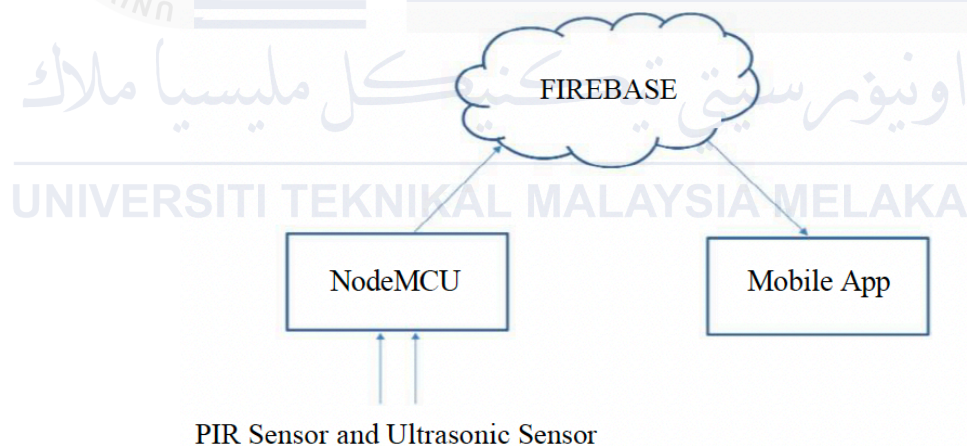 FIREBASE
اونيۏرسيتي تيكنيكل مليسيا ملاك
UNIVERSITI TEKNIKAL MALAYSIA MELAKA
NodeMCU
Mobile App
PIR Sensor and Ultrasonic Sensor